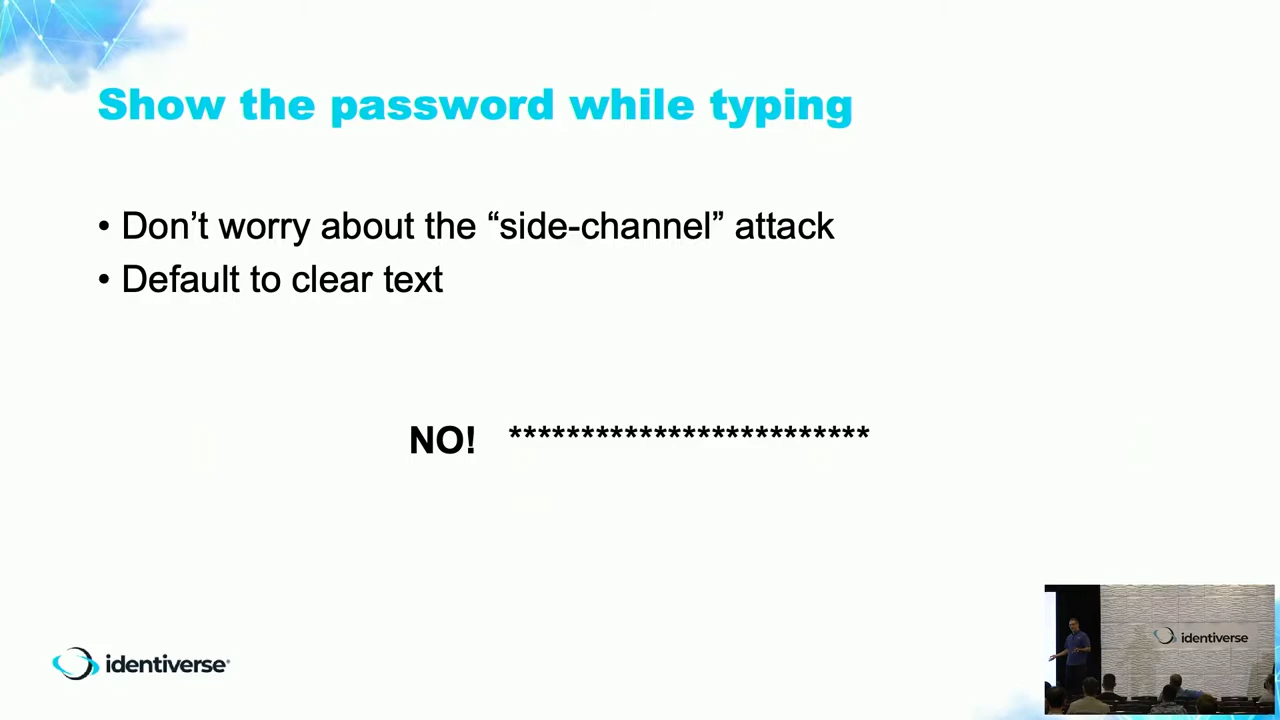 Show the password while typing
• Don’t worry about the “side-channel” attack
• Default to clear text
NO! *************************
identiverse®
identiverse